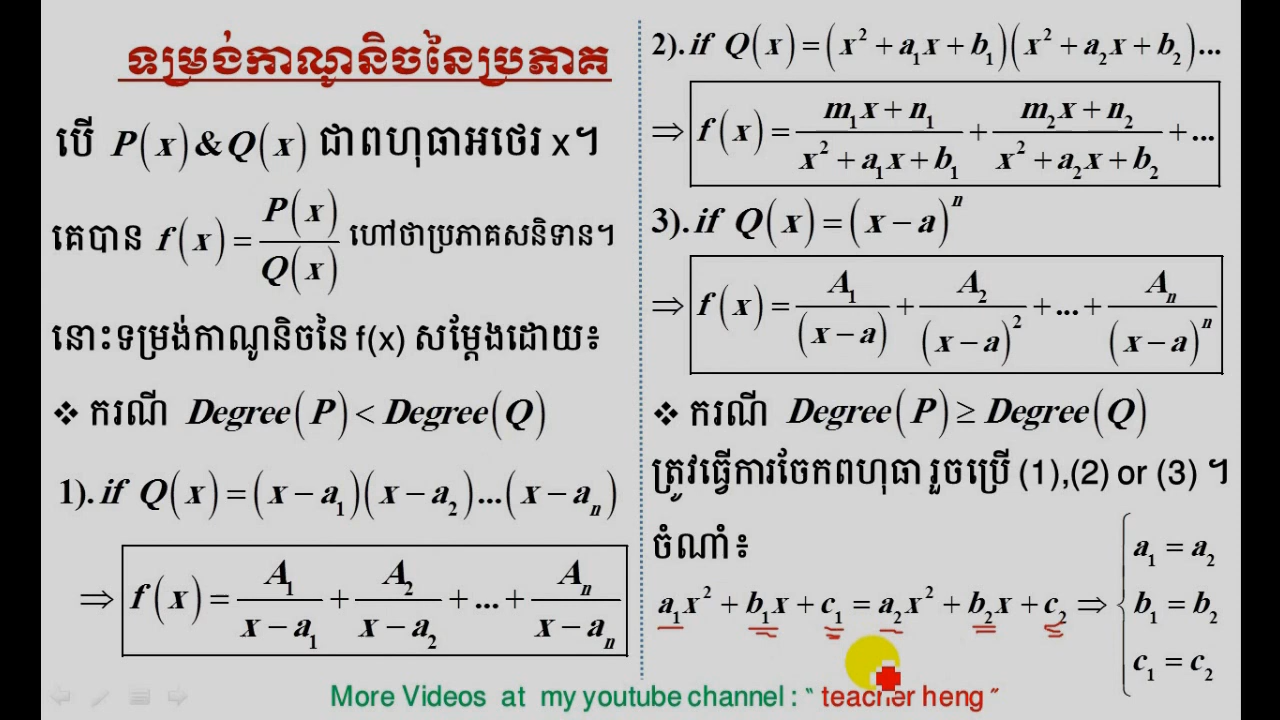 ទម្រង់កាណូនិចនៃប្រភាគ
បើ P(x)&Q(x) ជាពហុធាអថេរ x។
គេបាន f(x) = P(x)/Q(x) ហៅថាប្រភាគសនិទាន។
នោះទម្រង់កាណូនិចនៃ f(x) សម្តែងដោយ៖
❖ ករណី Degree(P) < Degree(Q)
1). if Q(x) = (x − a₁)(x − a₂)...(x − aₙ)
⇒ f(x) = A₁/(x − a₁) + A₂/(x − a₂) + ... + Aₙ/(x − aₙ)
2). if Q(x) = (x² + a₁x + b₁)(x² + a₂x + b₂)...
⇒ f(x) = (m₁x + n₁)/(x² + a₁x + b₁) + (m₂x + n₂)/(x² + a₂x + b₂) + ...
3). if Q(x) = (x − a)ⁿ
⇒ f(x) = A₁/(x − a) + A₂/(x − a)² + ... + Aₙ/(x − a)ⁿ
❖ ករណី Degree(P) ≥ Degree(Q)
ត្រូវធ្វើការចែកពហុធា រួចប្រើ (1),(2) or (3) ។
ចំណាំ៖
a₁x² + b₁x + c₁ = a₂x² + b₂x + c₂ ⇒ { a₁ = a₂
b₁ = b₂
c₁ = c₂
More Videos at my youtube channel : “ teacher heng ”